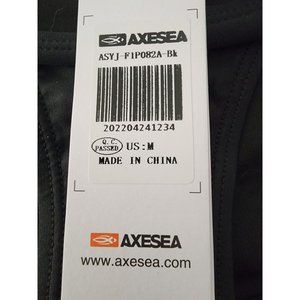 AXESEA
ASYJ-F1P082A-Bk
202204241234
Q.C. PASSED US:M
MADE IN CHINA
AXESEA
www.axesea.com